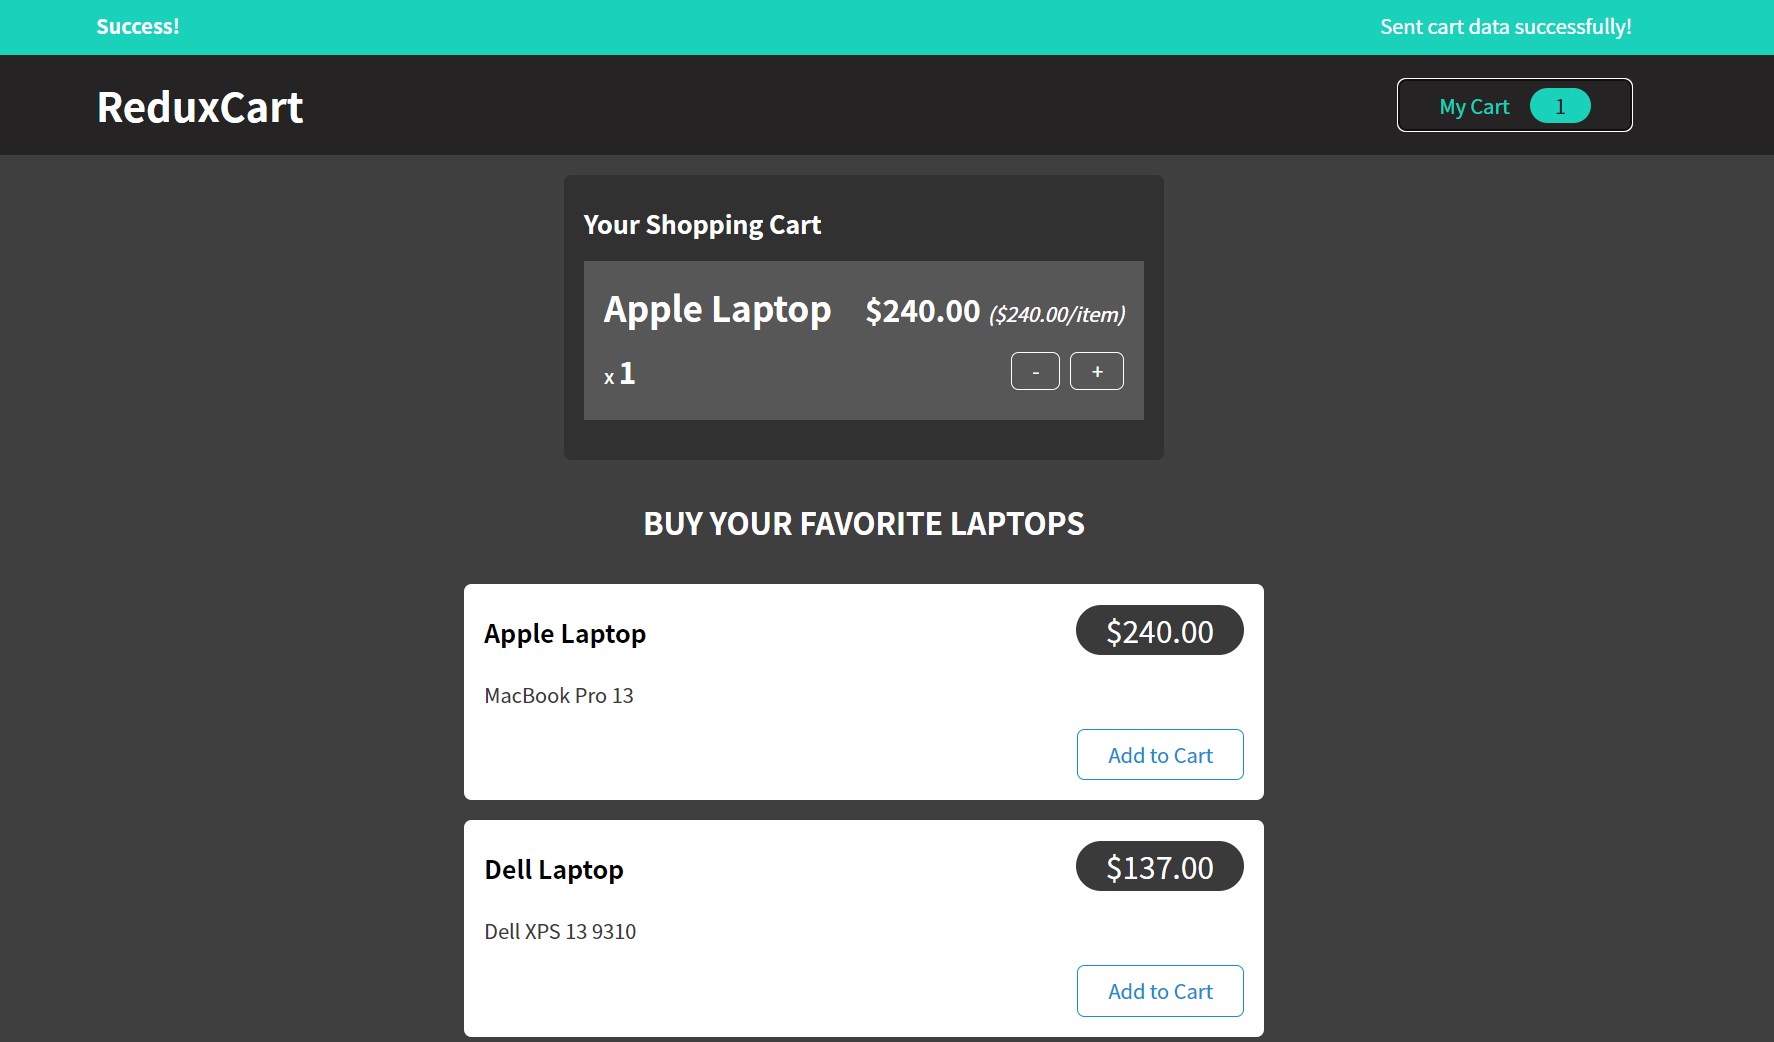 Success! Sent cart data successfully!
ReduxCart My Cart 1
Your Shopping Cart
Apple Laptop $240.00 ($240.00/item)
x 1 - +
BUY YOUR FAVORITE LAPTOPS
Apple Laptop $240.00
MacBook Pro 13
Add to Cart
Dell Laptop $137.00
Dell XPS 13 9310
Add to Cart